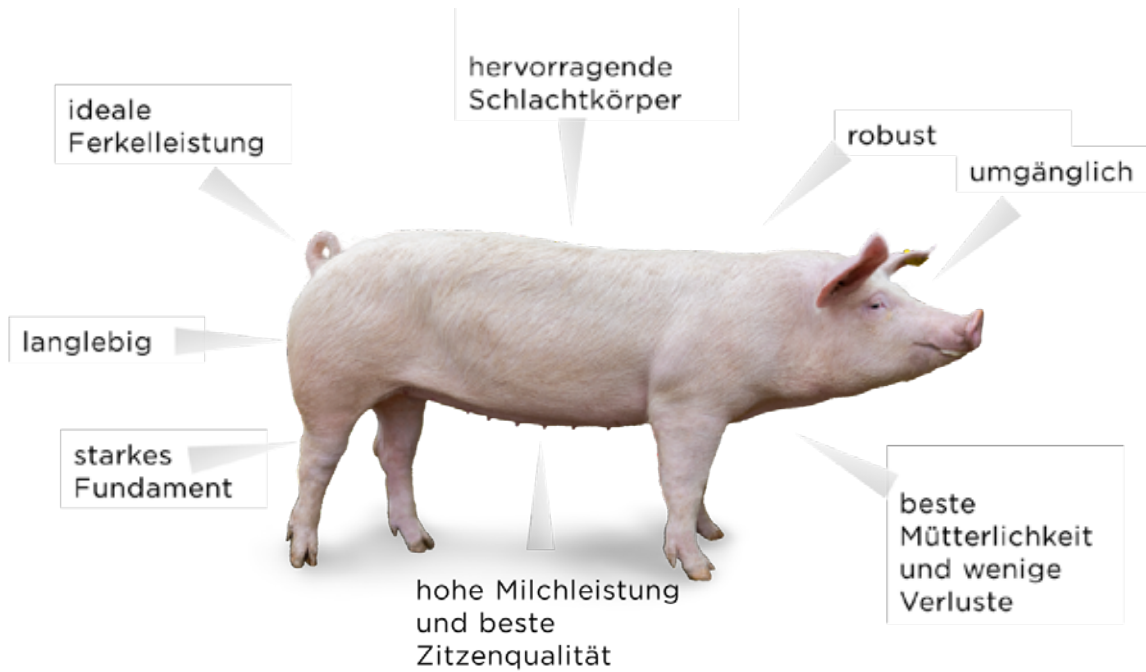 hervorragende
Schlachtkörper
ideale
Ferkelleistung
robust
umgänglich
langlebig
starkes
Fundament
beste
Mütterlichkeit
und wenige
Verluste
hohe Milchleistung
und beste
Zitzenqualität